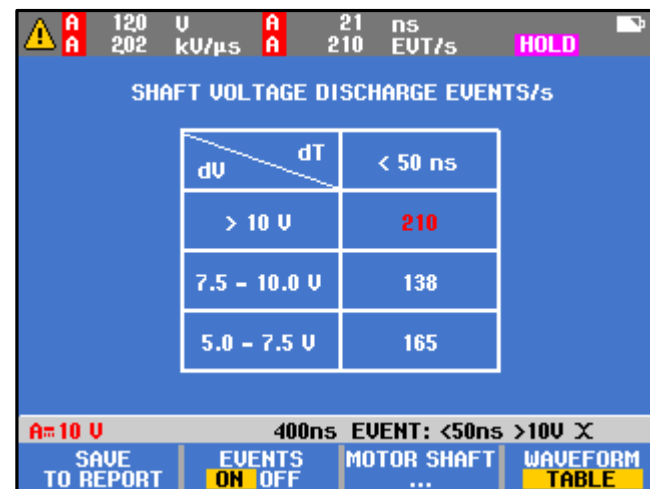 A 120 V A 21 ns
A 202 kV/µs A 210 EVT/s HOLD
SHAFT VOLTAGE DISCHARGE EVENTS/s
dV dT < 50 ns
> 10 V 210
7.5 - 10.0 V 138
5.0 - 7.5 V 165
A 10 V 400ns EVENT: <50ns >10V
SAVE EVENTS MOTOR SHAFT WAVEFORM
TO REPORT ON OFF ... TABLE